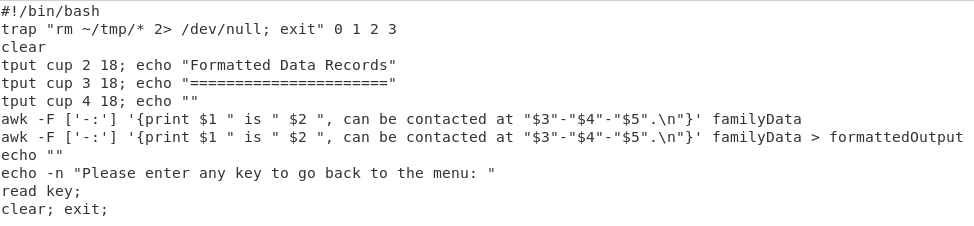 #!/bin/bash
trap "rm ~/tmp/* 2> /dev/null; exit" 0 1 2 3
clear
tput cup 2 18; echo "Formatted Data Records"
tput cup 3 18; echo "======================"
tput cup 4 18; echo ""
awk -F ['-:'] '{print $1 " is " $2 ", can be contacted at "$3"-"$4"-"$5".\n"}' familyData
awk -F ['-:'] '{print $1 " is " $2 ", can be contacted at "$3"-"$4"-"$5".\n"}' familyData > formattedOutput
echo ""
echo -n "Please enter any key to go back to the menu: "
read key;
clear; exit;